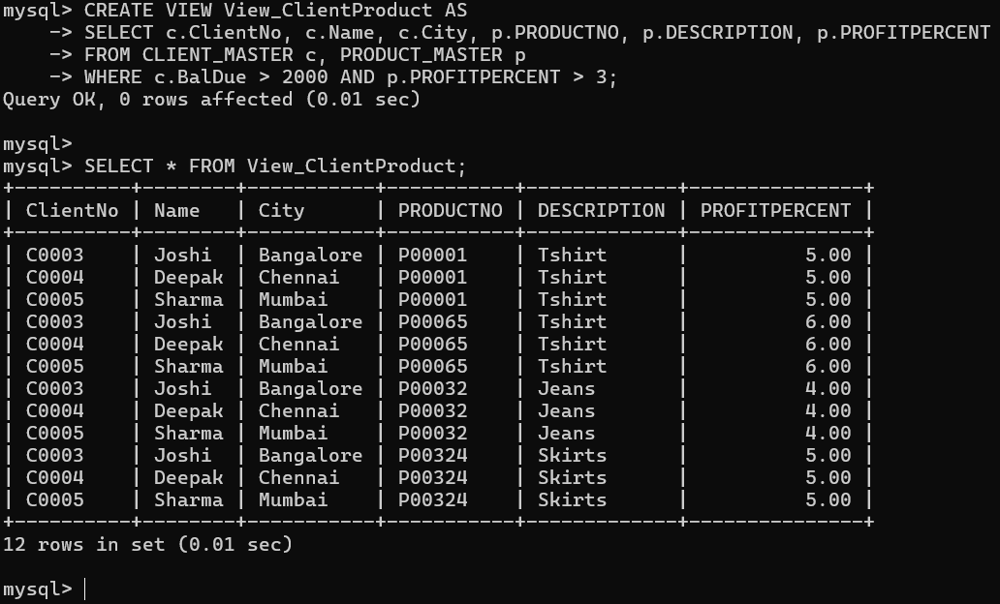 mysql> CREATE VIEW View_ClientProduct AS
    -> SELECT c.ClientNo, c.Name, c.City, p.PRODUCTNO, p.DESCRIPTION, p.PROFITPERCENT
    -> FROM CLIENT_MASTER c, PRODUCT_MASTER p
    -> WHERE c.BalDue > 2000 AND p.PROFITPERCENT > 3;
Query OK, 0 rows affected (0.01 sec)

mysql>
mysql> SELECT * FROM View_ClientProduct;
+----------+--------+-----------+-----------+-------------+---------------+
| ClientNo | Name   | City      | PRODUCTNO | DESCRIPTION | PROFITPERCENT |
+----------+--------+-----------+-----------+-------------+---------------+
| C0003    | Joshi  | Bangalore | P00001    | Tshirt      |          5.00 |
| C0004    | Deepak | Chennai   | P00001    | Tshirt      |          5.00 |
| C0005    | Sharma | Mumbai    | P00001    | Tshirt      |          5.00 |
| C0003    | Joshi  | Bangalore | P00065    | Tshirt      |          6.00 |
| C0004    | Deepak | Chennai   | P00065    | Tshirt      |          6.00 |
| C0005    | Sharma | Mumbai    | P00065    | Tshirt      |          6.00 |
| C0003    | Joshi  | Bangalore | P00032    | Jeans       |          4.00 |
| C0004    | Deepak | Chennai   | P00032    | Jeans       |          4.00 |
| C0005    | Sharma | Mumbai    | P00032    | Jeans       |          4.00 |
| C0003    | Joshi  | Bangalore | P00324    | Skirts      |          5.00 |
| C0004    | Deepak | Chennai   | P00324    | Skirts      |          5.00 |
| C0005    | Sharma | Mumbai    | P00324    | Skirts      |          5.00 |
+----------+--------+-----------+-----------+-------------+---------------+
12 rows in set (0.01 sec)

mysql>